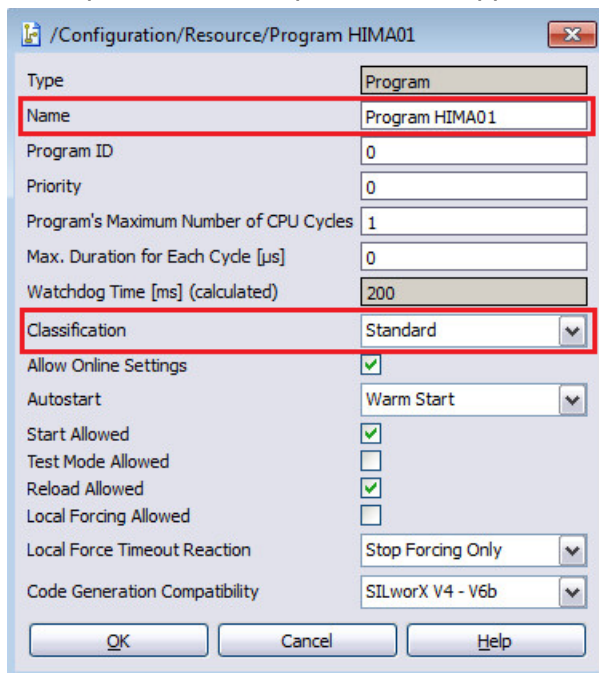 /Configuration/Resource/Program HIMA01
Type Program
Name Program HIMA01
Program ID 0
Priority 0
Program's Maximum Number of CPU Cycles 1
Max. Duration for Each Cycle [µs] 0
Watchdog Time [ms] (calculated) 200
Classification Standard
Allow Online Settings
Autostart Warm Start
Start Allowed
Test Mode Allowed
Reload Allowed
Local Forcing Allowed
Local Force Timeout Reaction Stop Forcing Only
Code Generation Compatibility SILworX V4 - V6b
OK Cancel Help